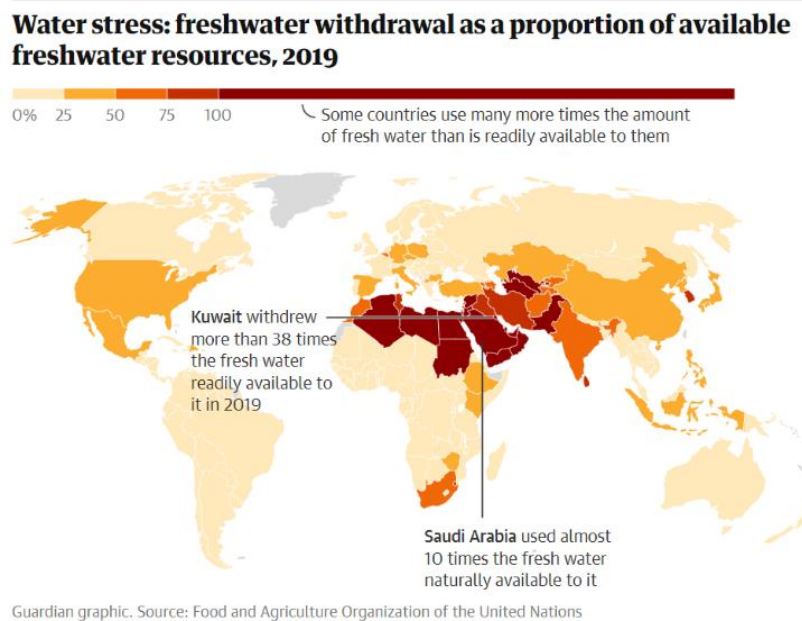 Water stress: freshwater withdrawal as a proportion of available
freshwater resources, 2019
0% 25 50 75 100
Some countries use many more times the amount
of fresh water than is readily available to them
Kuwait withdrew
more than 38 times
the fresh water
readily available to
it in 2019
Saudi Arabia used almost
10 times the fresh water
naturally available to it
Guardian graphic. Source: Food and Agriculture Organization of the United Nations